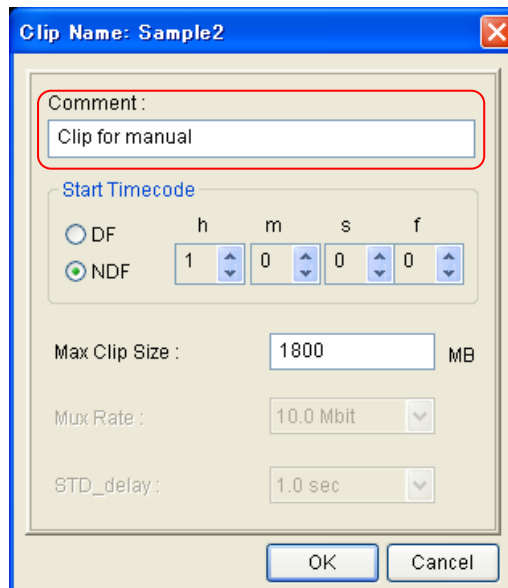 Clip Name: Sample2
Comment :
Clip for manual
Start Timecode
h m s f
DF
NDF
1 0 0 0
Max Clip Size : 1800 MB
Mux Rate : 10.0 Mbit
STD_delay : 1.0 sec
OK Cancel